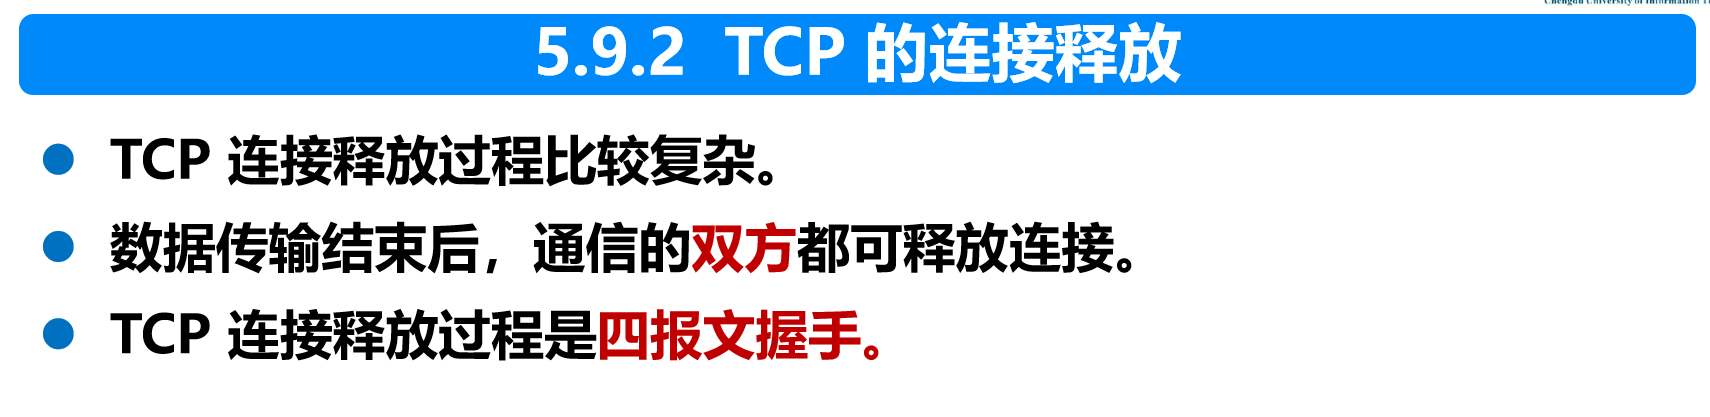 Chengdu University of Information
5.9.2 TCP 的连接释放
TCP 连接释放过程比较复杂。
数据传输结束后，通信的双方都可释放连接。
TCP 连接释放过程是四报文握手。